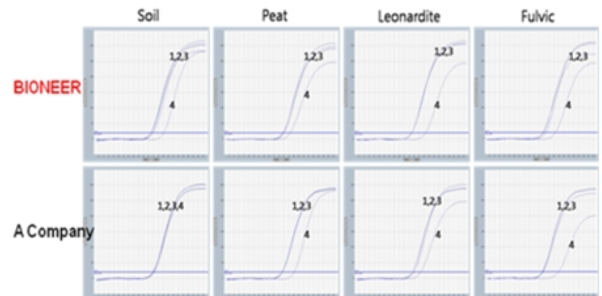 Soil Peat Leonardite Fulvic
BIONEER
1,2,3 1,2,3 1,2,3 1,2,3
4 4 4 4
A Company
1,2,3,4 1,2,3 1,2,3 1,2,3
4 4 4